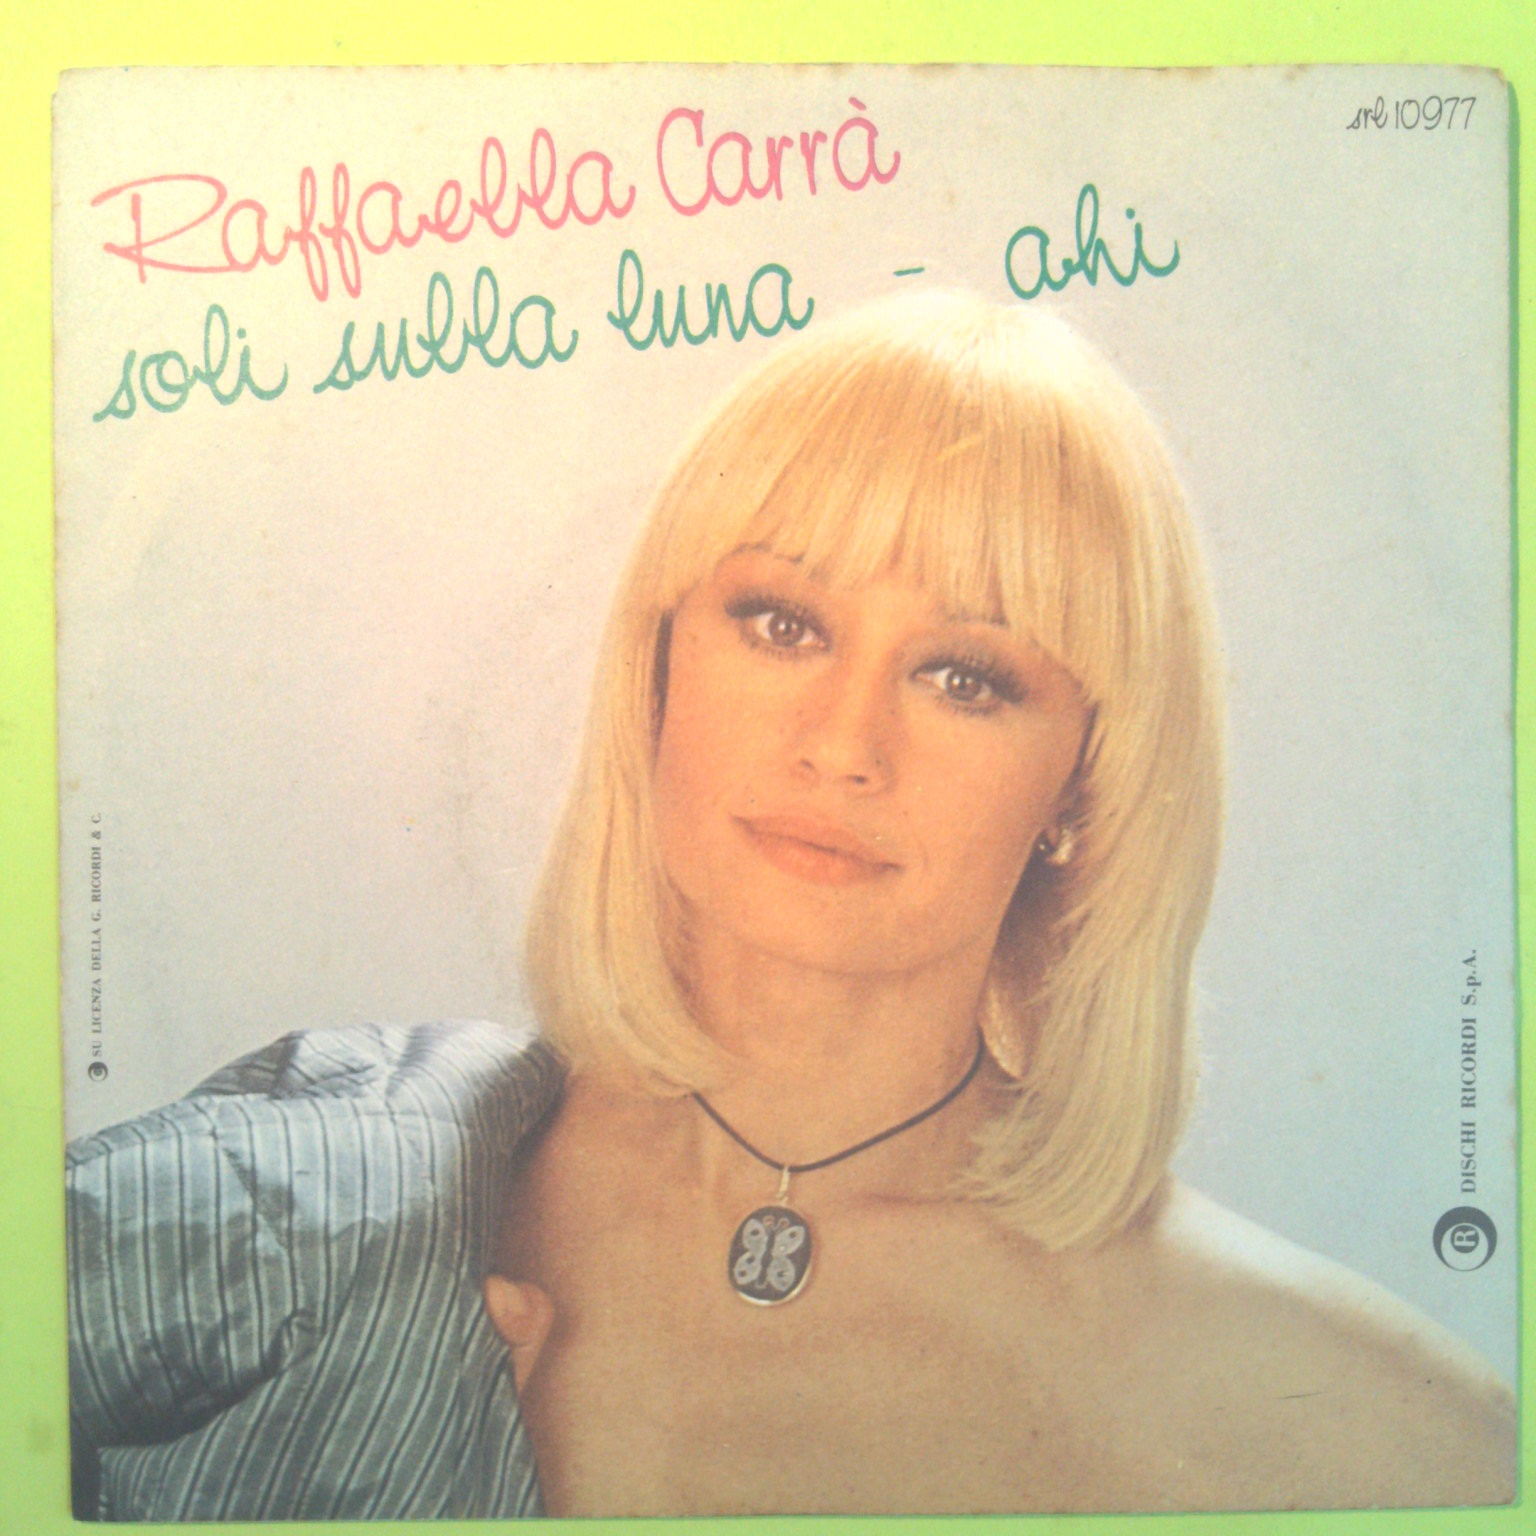 srl 10977
Raffaella Carrà
soli sulla luna - ahi
© SU LICENZA DELLA G. RICORDI & C.
R DISCHI RICORDI S.p.A.